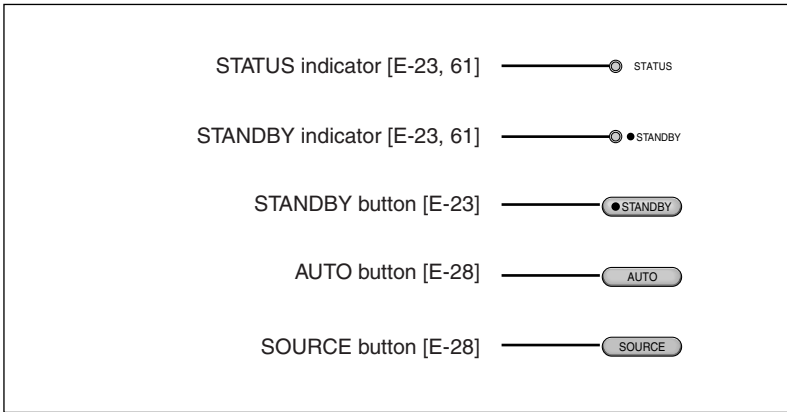 STATUS indicator [E-23, 61] STATUS
STANDBY indicator [E-23, 61] ●STANDBY
STANDBY button [E-23] ●STANDBY
AUTO button [E-28] AUTO
SOURCE button [E-28] SOURCE